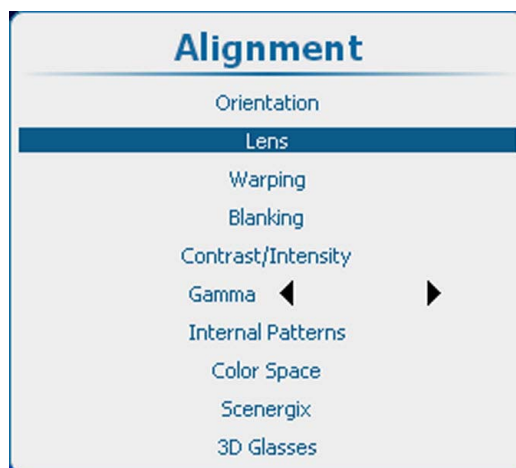 Alignment
Orientation
Lens
Warping
Blanking
Contrast/Intensity
Gamma
Internal Patterns
Color Space
Scenergix
3D Glasses